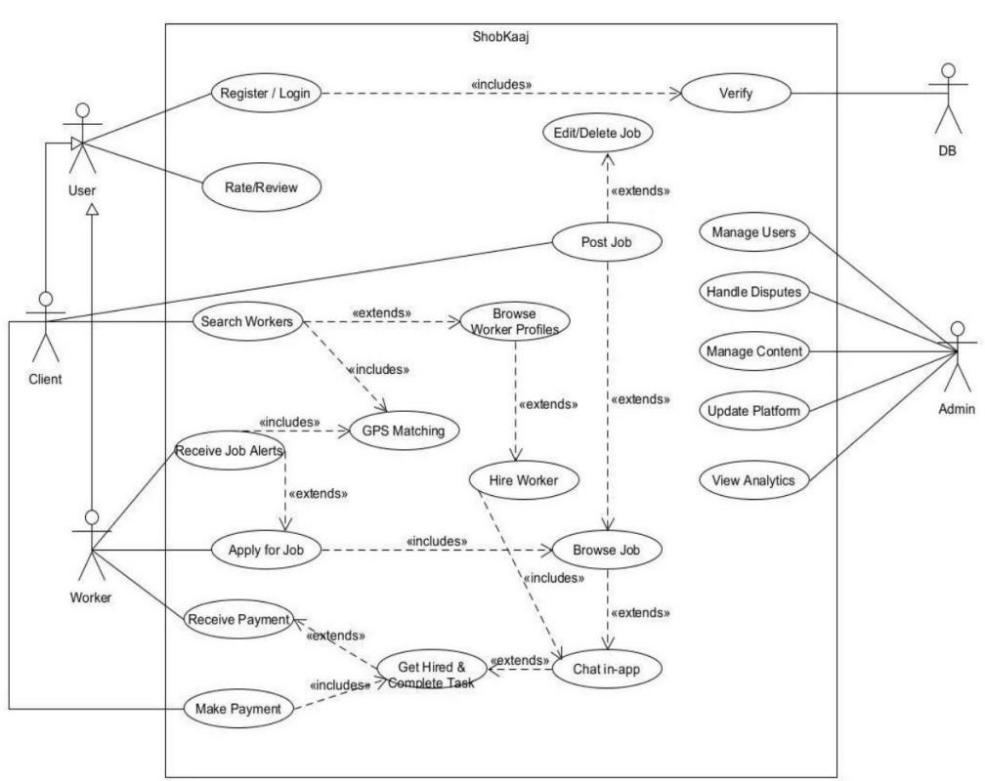 ShobKaaj
Register / Login
«includes»
Verify
Edit/Delete Job
DB
User
Rate/Review
«extends»
Post Job
Manage Users
Handle Disputes
Search Workers
«extends»
Browse
Worker Profiles
Client
«includes»
Manage Content
«extends»
«extends»
Update Platform
Admin
«includes»
GPS Matching
Receive Job Alerts
Hire Worker
View Analytics
«extends»
Apply for Job
«includes»
Browse Job
«includes»
Worker
Receive Payment
«extends»
«extends»
Get Hired &
Complete Task
«extends»
Chat in-app
«includes»
Make Payment